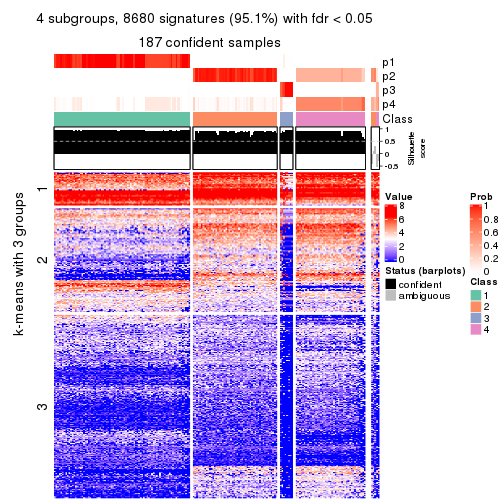 4 subgroups, 8680 signatures (95.1%) with fdr < 0.05
187 confident samples
p1
p2
p3
p4
Class
1
0.5
0
-0.5
Silhouette
score
k-means with 3 groups
1
2
3
Value
8
6
4
2
0
Status (barplots)
confident
ambiguous
Prob
1
0.8
0.6
0.4
0.2
0
Class
1
2
3
4